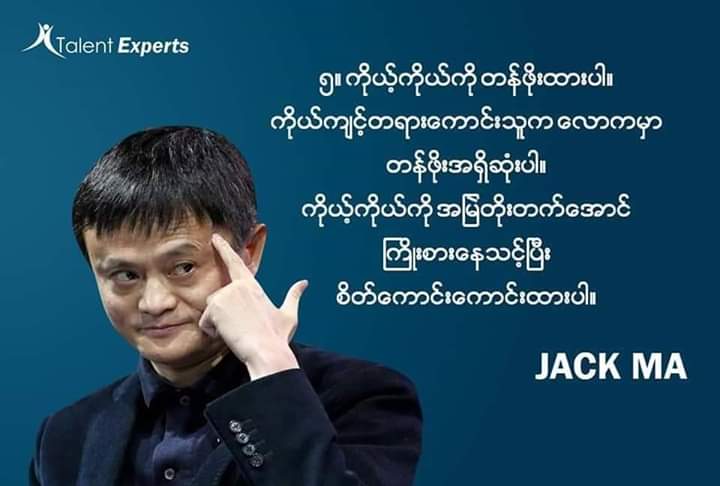 Talent Experts
၅။ ကိုယ့်ကိုယ်ကို တန်ဖိုးထားပါ။
ကိုယ်ကျင့်တရားကောင်းသူက လောကမှာ
တန်ဖိုးအရှိဆုံးပါ။
ကိုယ့်ကိုယ်ကို အမြဲတိုးတက်အောင်
ကြိုးစားနေသင့်ပြီး
စိတ်ကောင်းကောင်းထားပါ။
JACK MA